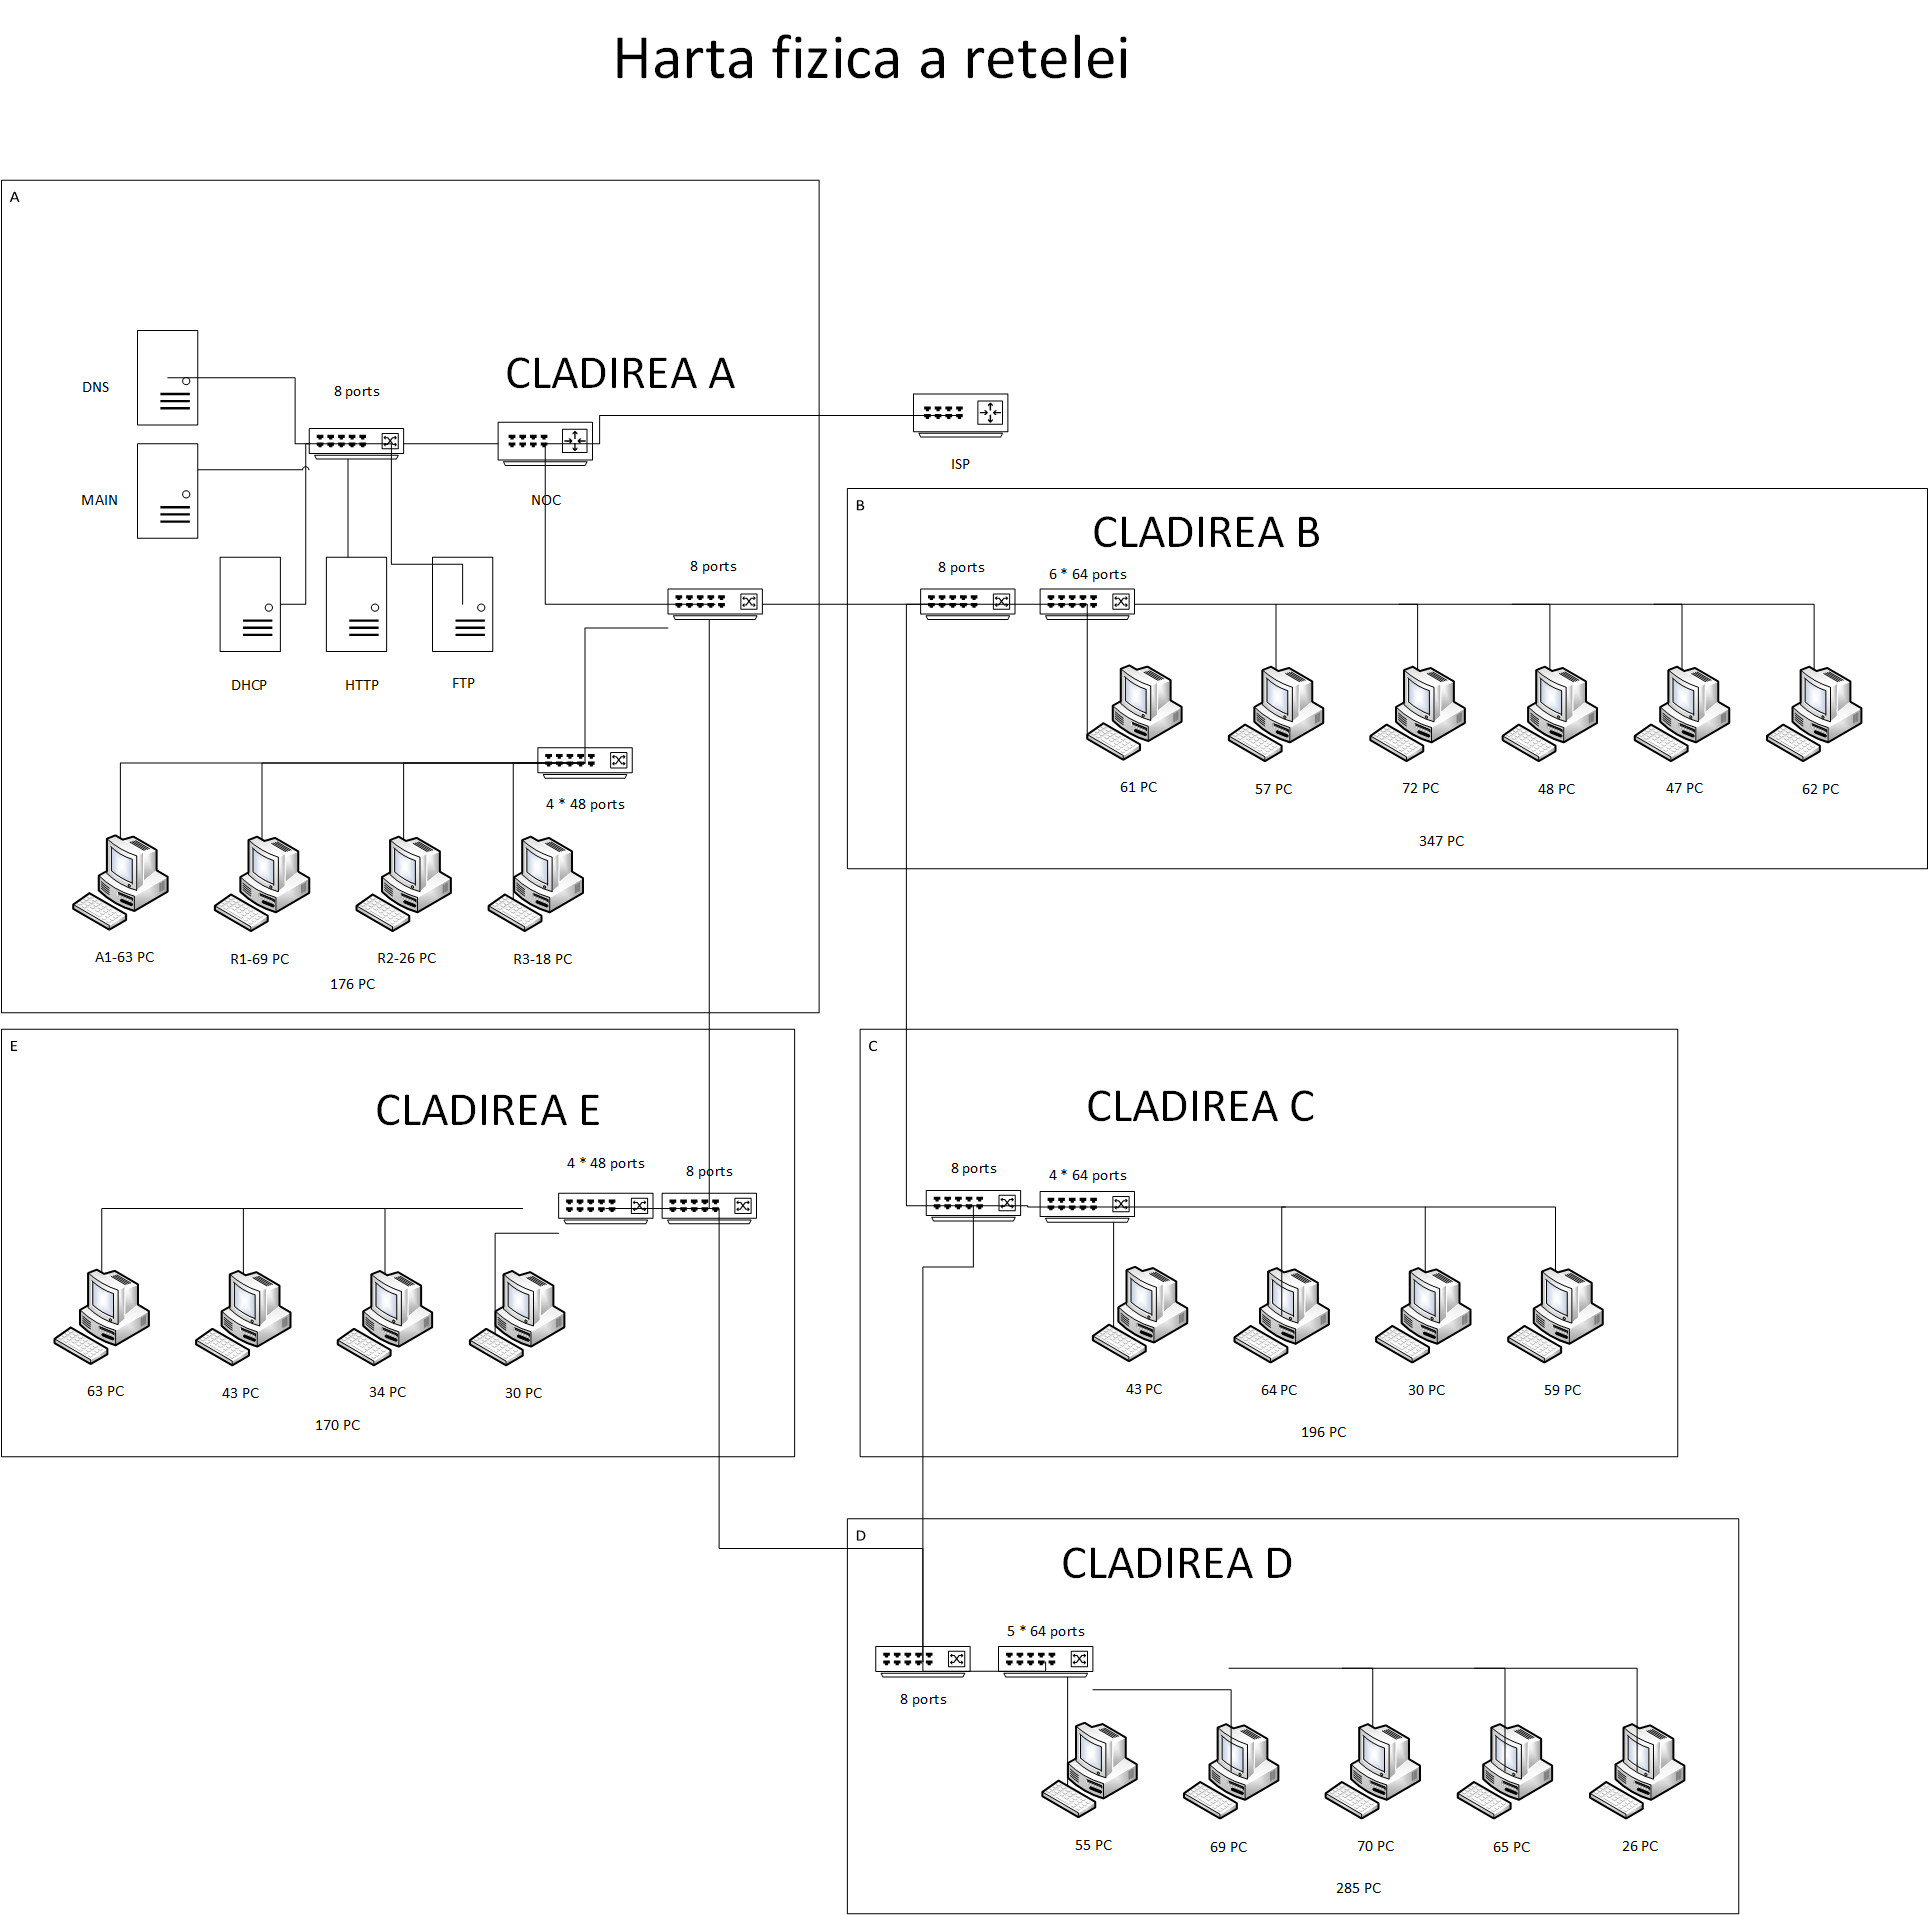 Harta fizica a retelei
A
CLADIREA A
DNS
8 ports
MAIN
NOC
ISP
8 ports
DHCP
HTTP
FTP
4 * 48 ports
A1-63 PC
R1-69 PC
R2-26 PC
R3-18 PC
176 PC
B
CLADIREA B
8 ports
6 * 64 ports
61 PC
57 PC
72 PC
48 PC
47 PC
62 PC
347 PC
E
CLADIREA E
4 * 48 ports
8 ports
63 PC
43 PC
34 PC
30 PC
170 PC
C
CLADIREA C
8 ports
4 * 64 ports
43 PC
64 PC
30 PC
59 PC
196 PC
D
CLADIREA D
5 * 64 ports
8 ports
55 PC
69 PC
70 PC
65 PC
26 PC
285 PC